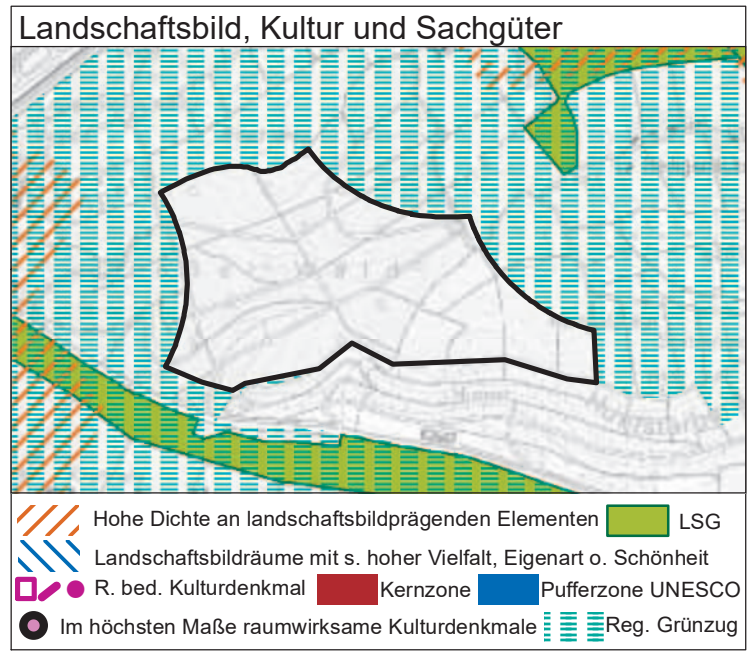 Landschaftsbild, Kultur und Sachgüter
Hohe Dichte an landschaftsbildprägenden Elementen LSG
Landschaftsbildräume mit s. hoher Vielfalt, Eigenart o. Schönheit
R. bed. Kulturdenkmal Kernzone Pufferzone UNESCO
Im höchsten Maße raumwirksame Kulturdenkmale Reg. Grünzug